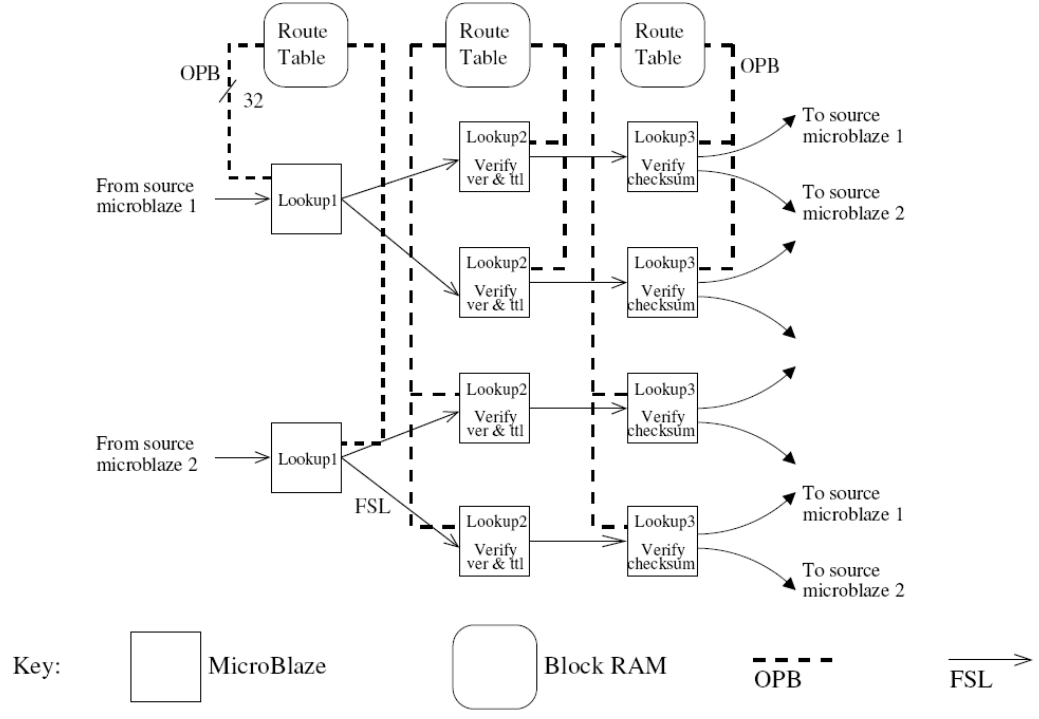 Route
Table
Route
Table
Route
Table
OPB
32
OPB
From source
microblaze 1
Lookup1
Lookup2
Verify
ver & ttl
Lookup3
Verify
checksum
To source
microblaze 1
To source
microblaze 2
Lookup2
Verify
ver & ttl
Lookup3
Verify
checksum
From source
microblaze 2
Lookup1
FSL
Lookup2
Verify
ver & ttl
Lookup3
Verify
checksum
Lookup2
Verify
ver & ttl
Lookup3
Verify
checksum
To source
microblaze 1
To source
microblaze 2
Key:
MicroBlaze
Block RAM
OPB
FSL